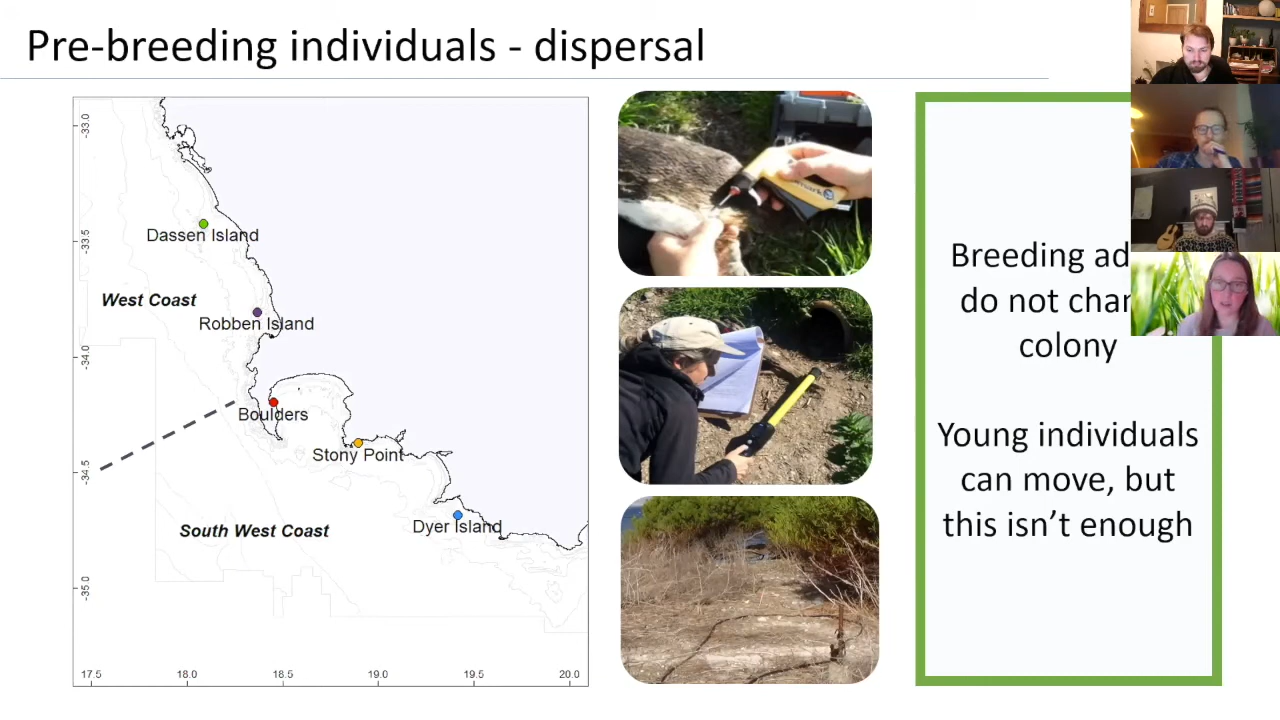 Pre-breeding individuals - dispersal
-33.0
-33.5
-34.0
-34.5
-35.0
17.5 18.0 18.5 19.0 19.5 20.0
Dassen Island
West Coast
Robben Island
Boulders
Stony Point
Dyer Island
South West Coast
Breeding ad
do not char
colony
Young individuals
can move, but
this isn't enough